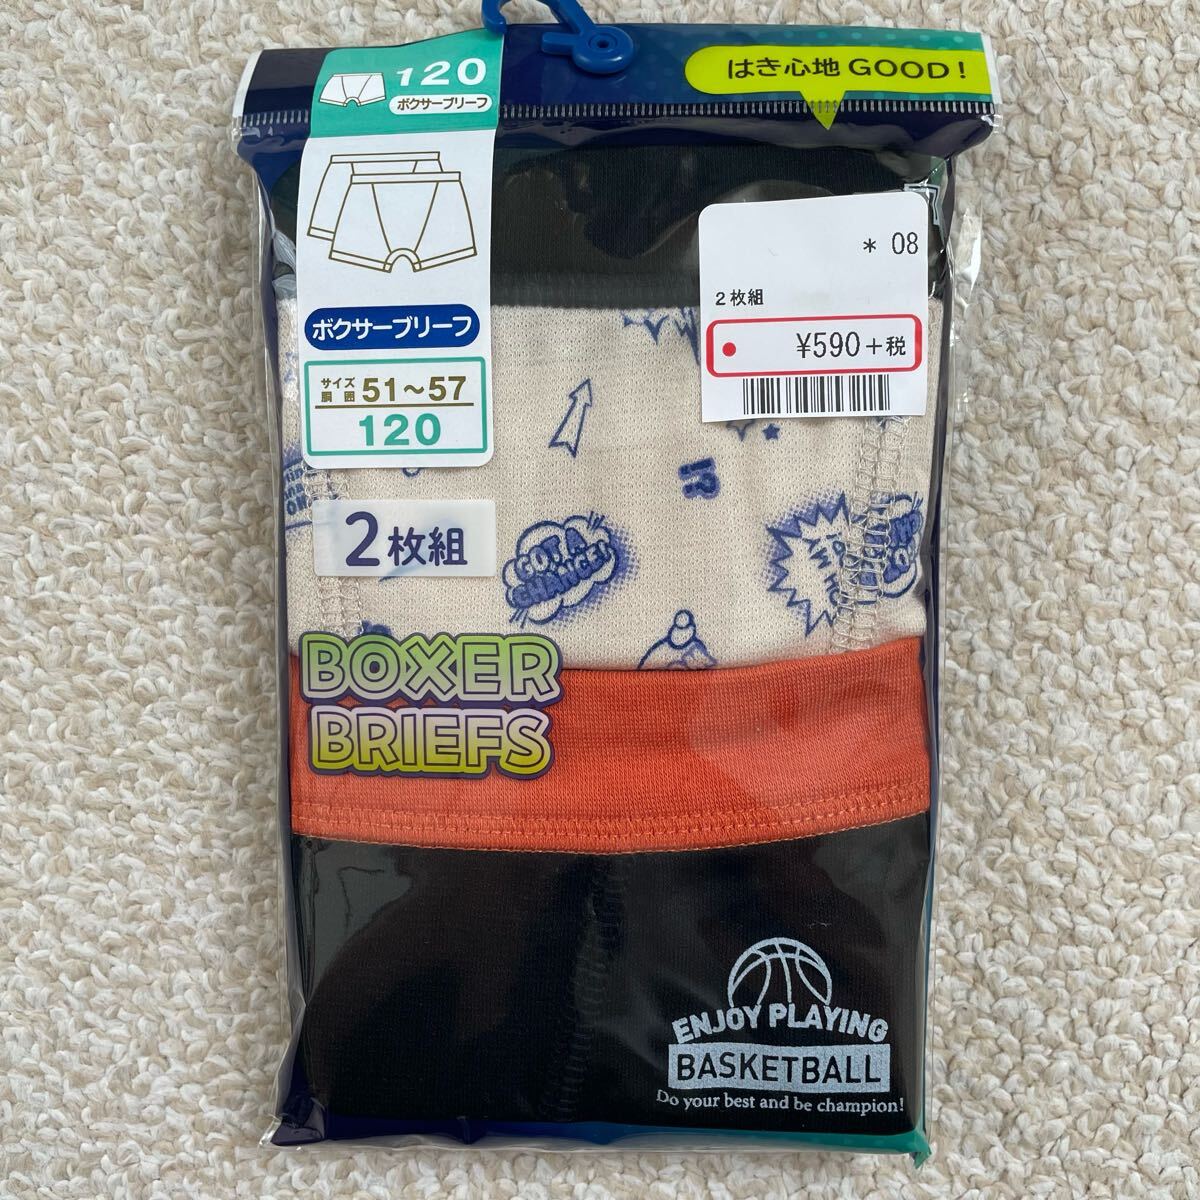 120
ボクサーブリーフ
はき心地 GOOD!
ボクサーブリーフ
サイズ
胴囲 51～57
120
2枚組
* 08
2枚組
¥590+税
GOT A
CHANCE!
BOXER
BRIEFS
ENJOY PLAYING
BASKETBALL
Do your best and be champion!